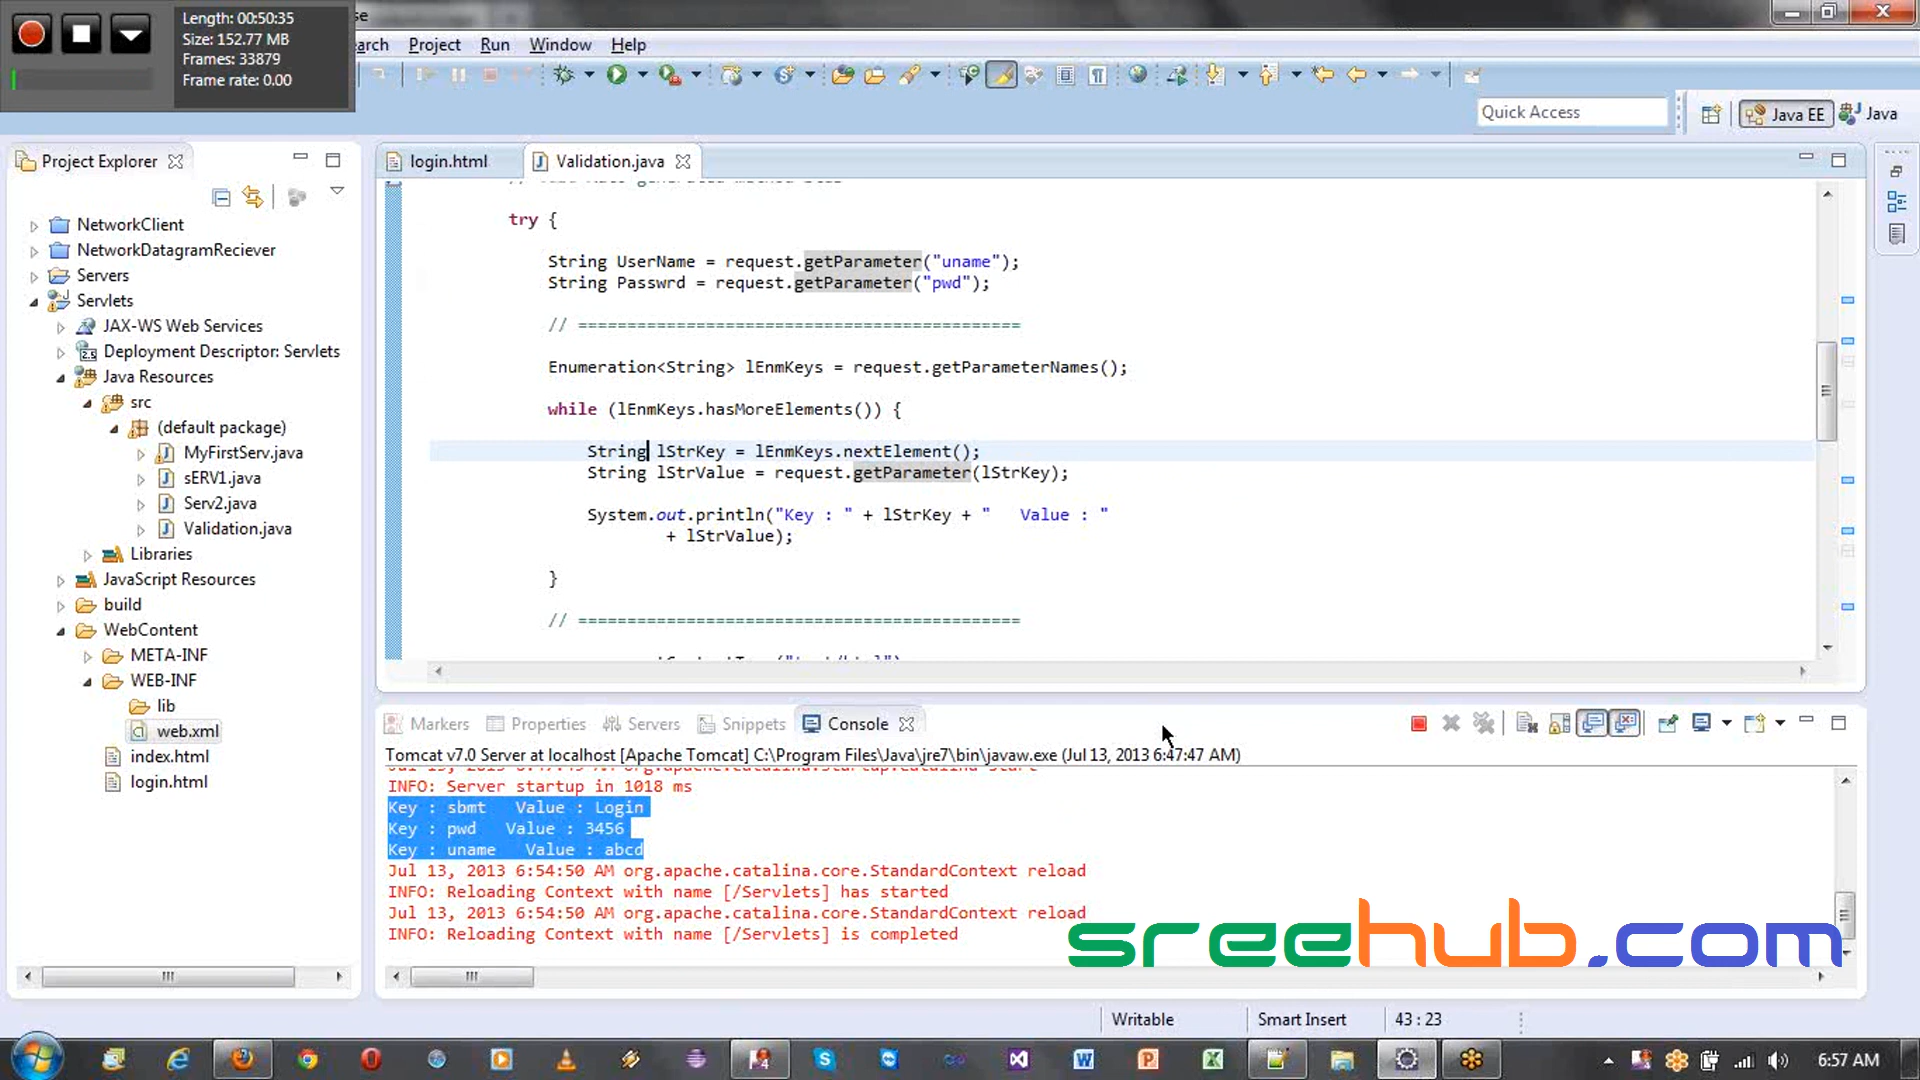 Length: 00:50:35
Size: 152.77 MB
Frames: 33879
Frame rate: 0.00
se
earch Project Run Window Help
Quick Access
Java EE
Java
Project Explorer
login.html
Validation.java
NetworkClient
NetworkDatagramReciever
Servers
Servlets
JAX-WS Web Services
Deployment Descriptor: Servlets
Java Resources
src
(default package)
MyFirstServ.java
sERV1.java
Serv2.java
Validation.java
Libraries
JavaScript Resources
build
WebContent
META-INF
WEB-INF
lib
web.xml
index.html
login.html
try {
String UserName = request.getParameter("uname");
String Passwrd = request.getParameter("pwd");
// =============================================
Enumeration<String> lEnmKeys = request.getParameterNames();
while (lEnmKeys.hasMoreElements()) {
String lStrKey = lEnmKeys.nextElement();
String lStrValue = request.getParameter(lStrKey);
System.out.println("Key : " + lStrKey + "   Value : "
+ lStrValue);
}
// =============================================
Markers Properties Servers Snippets Console
Tomcat v7.0 Server at localhost [Apache Tomcat] C:\Program Files\Java\jre7\bin\javaw.exe (Jul 13, 2013 6:47:47 AM)
INFO: Server startup in 1018 ms
Key : sbmt   Value : Login
Key : pwd   Value : 3456
Key : uname   Value : abcd
Jul 13, 2013 6:54:50 AM org.apache.catalina.core.StandardContext reload
INFO: Reloading Context with name [/Servlets] has started
Jul 13, 2013 6:54:50 AM org.apache.catalina.core.StandardContext reload
INFO: Reloading Context with name [/Servlets] is completed
sreehub.com
Writable
Smart Insert
43 : 23
6:57 AM